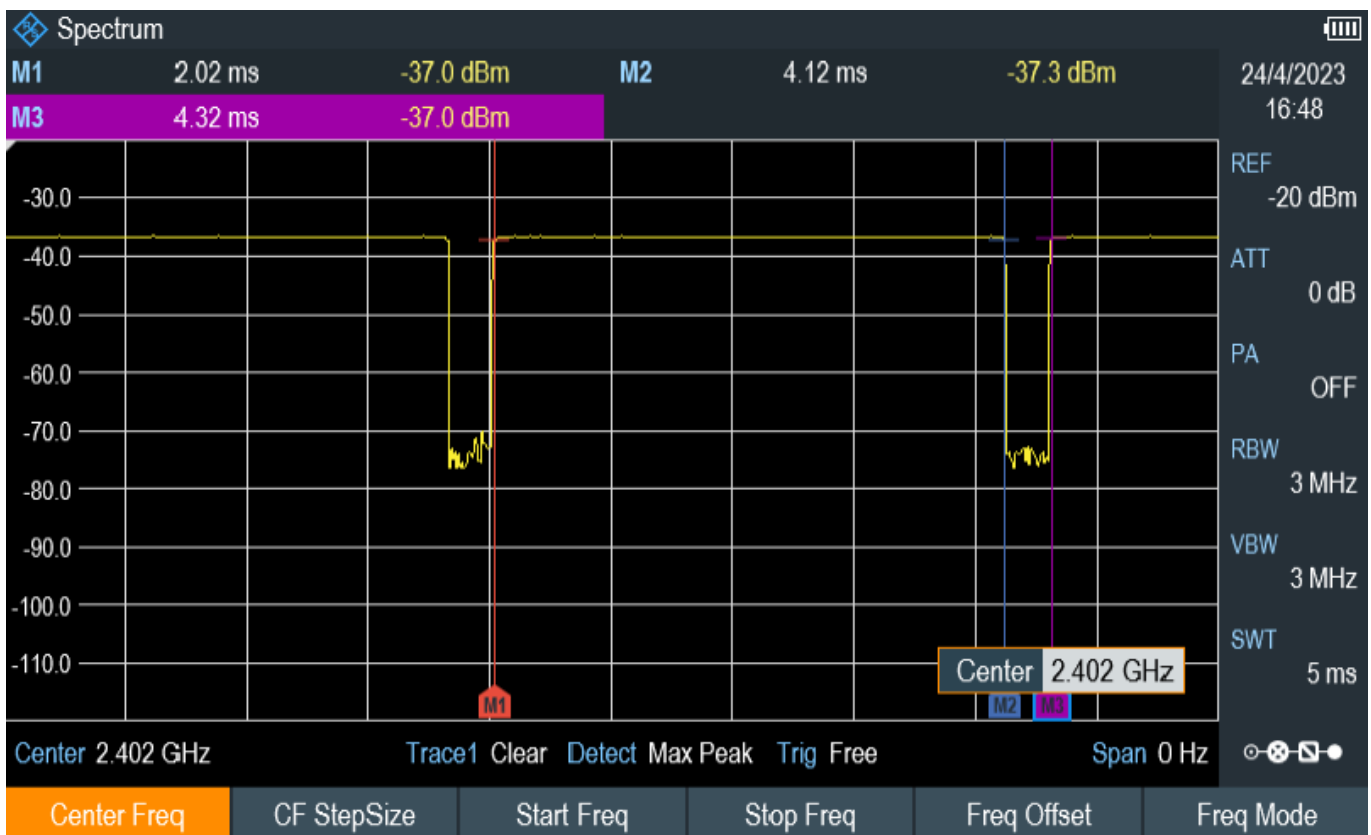 Spectrum
M1 2.02 ms -37.0 dBm M2 4.12 ms -37.3 dBm
M3 4.32 ms -37.0 dBm
24/4/2023
16:48
REF
-20 dBm
ATT
0 dB
PA
OFF
RBW
3 MHz
VBW
3 MHz
SWT
5 ms
-30.0
-40.0
-50.0
-60.0
-70.0
-80.0
-90.0
-100.0
-110.0
Center 2.402 GHz
M1 M2 M3
Center 2.402 GHz Trace1 Clear Detect Max Peak Trig Free Span 0 Hz
Center Freq CF StepSize Start Freq Stop Freq Freq Offset Freq Mode